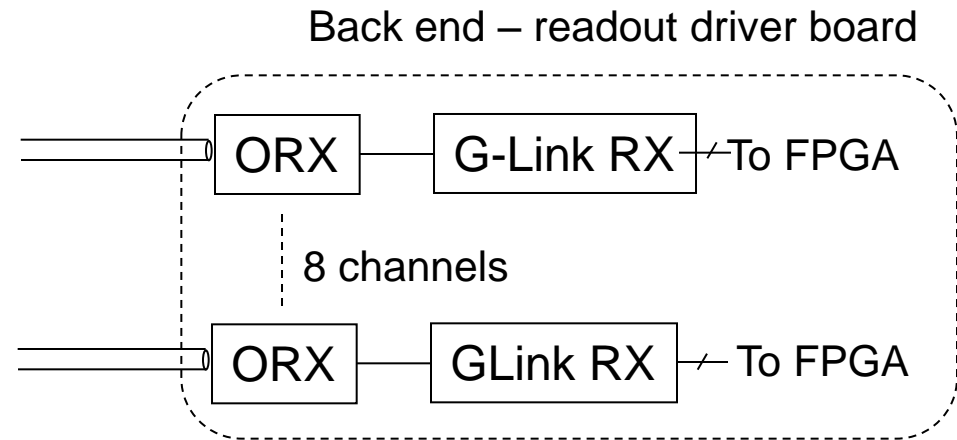 Back end – readout driver board
ORX G-Link RX To FPGA
8 channels
ORX GLink RX To FPGA